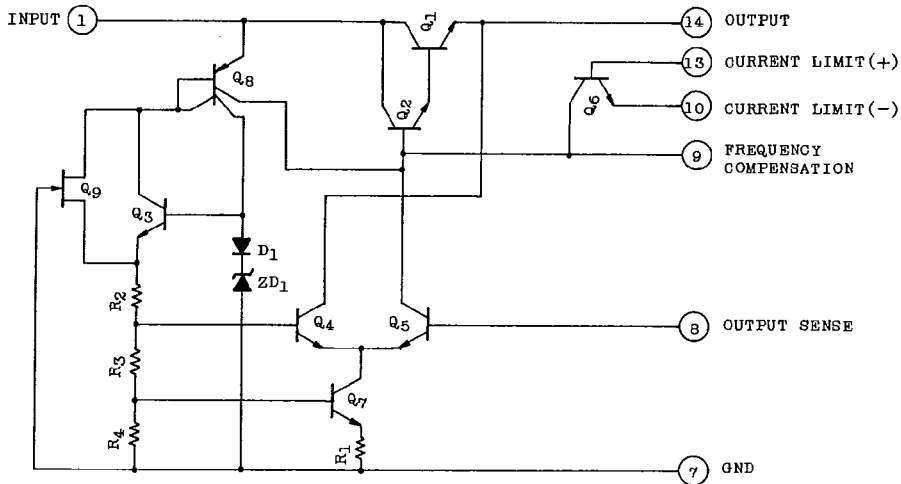 INPUT 1
Q1
14 OUTPUT
Q8
13 CURRENT LIMIT(+)
Q6
10 CURRENT LIMIT(-)
Q2
9 FREQUENCY
COMPENSATION
Q9
Q3
D1
ZD1
R2
Q4
Q5
8 OUTPUT SENSE
R3
Q7
R4
R1
7 GND